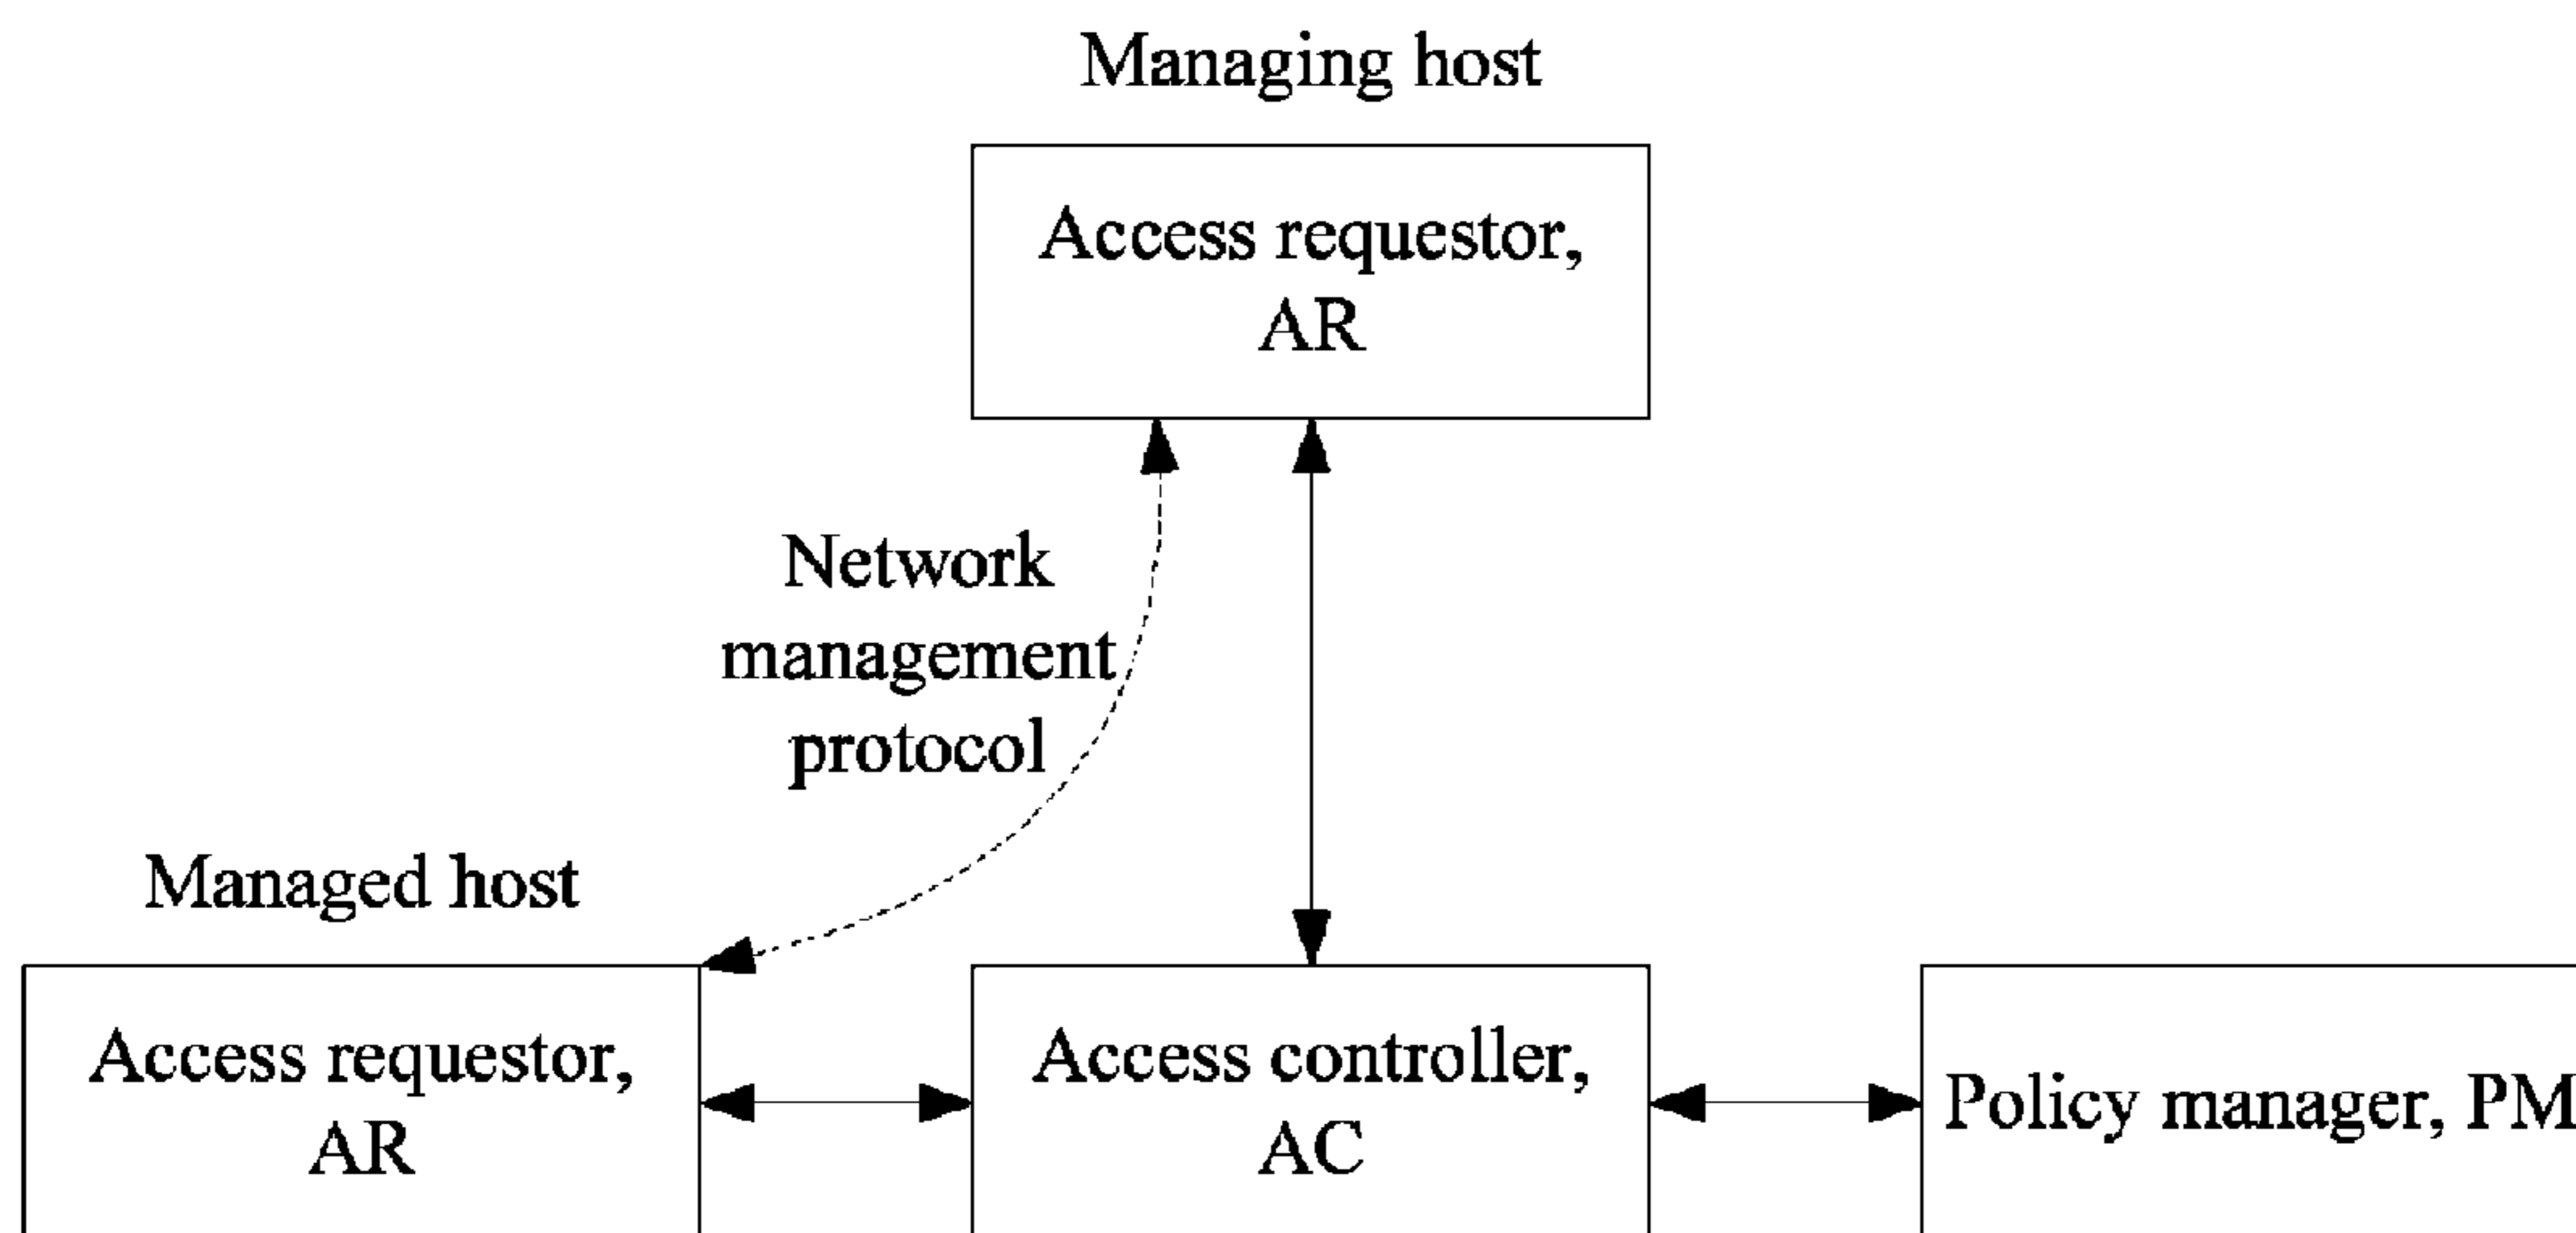 Managing host
Access requestor,
AR
Network
management
protocol
Managed host
Access requestor,
AR
Access controller,
AC
Policy manager, PM